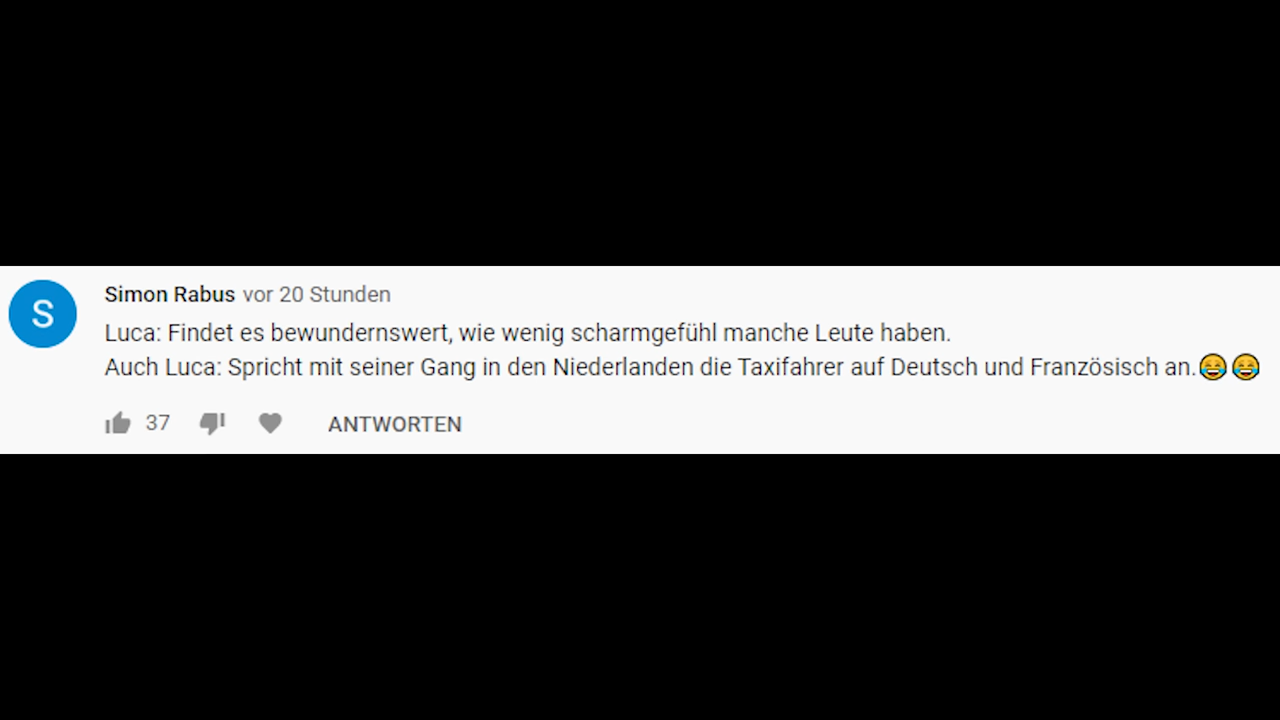 S
Simon Rabus vor 20 Stunden
Luca: Findet es bewundernswert, wie wenig scharmgefühl manche Leute haben.
Auch Luca: Spricht mit seiner Gang in den Niederlanden die Taxifahrer auf Deutsch und Französisch an.😂😂
37 ANTWORTEN